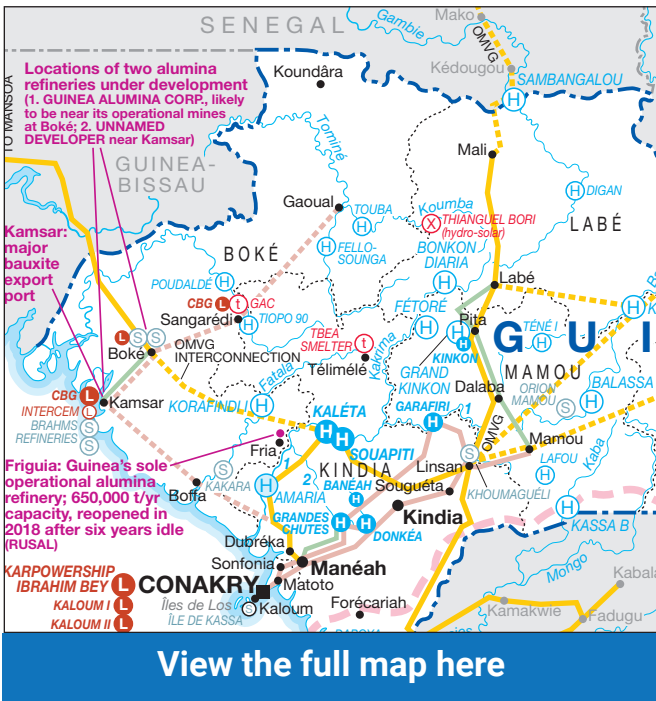 SENEGAL
Gambie
Mako
OMVG
Kédougou
SAMBANGALOU
H
TO MANSOA
Locations of two alumina
refineries under development
(1. GUINEA ALUMINA CORP., likely
to be near its operational mines
at Boké; 2. UNNAMED
DEVELOPER near Kamsar)
Koundâra
GUINEA-
BISSAU
Tominé
Mali
H DIGAN
LABÉ
Gaoual
TOUBA
H
Koumba
X THIANGUEL BORI
(hydro-solar)
Kamsar:
major
bauxite
export
port
BOKÉ
H FELLO-
SOUNGA
BONKON
DIARIA
H
POUDALDÉ H
CBG L t GAC
Sangarédi
H TIOPO 90
Labé
FÉTORÉ
H
Pita
H
H
KINKON
G U I
TÉNÉ I H
H
L S S
Boké
OMVG
INTERCONNECTION
TBEA
SMELTER t
Télimélé
Kakrima
Fatala
GRAND
KINKON
MAMOU
Dalaba
ORION
MAMOU
S
BALASSA
H
CBG L
Kamsar
INTERCEM L
BRAHMS S
REFINERIES S
KORAFINDI H
KALÉTA
H H
SOUAPITI
GARAFIRI
H
1
OMVG
Mamou
Friguia: Guinea's sole
operational alumina
refinery; 650,000 t/yr
capacity, reopened in
2018 after six years idle
(RUSAL)
Fria
KINDIA
1
2
Linsan
S
KHOUMAGUÉLI
LAFOU
H
Kaba
Boffa
S
KAKARA
H
AMARIA
BANÉAH
H
Souguéta
Kindia
H
KASSA B
GRANDES
CHUTES H
H
DONKÉA
Dubréka
Sonfonia
Manéah
Mongo
KARPOWERSHIP
IBRAHIM BEY L
CONAKRY
Matoto
Kabala
KALOUM I L
Îles de Los
S Kaloum
Forécariah
Kamakwie
KALOUM II L
ÎLE DE KASSA
Fadugu
View the full map here